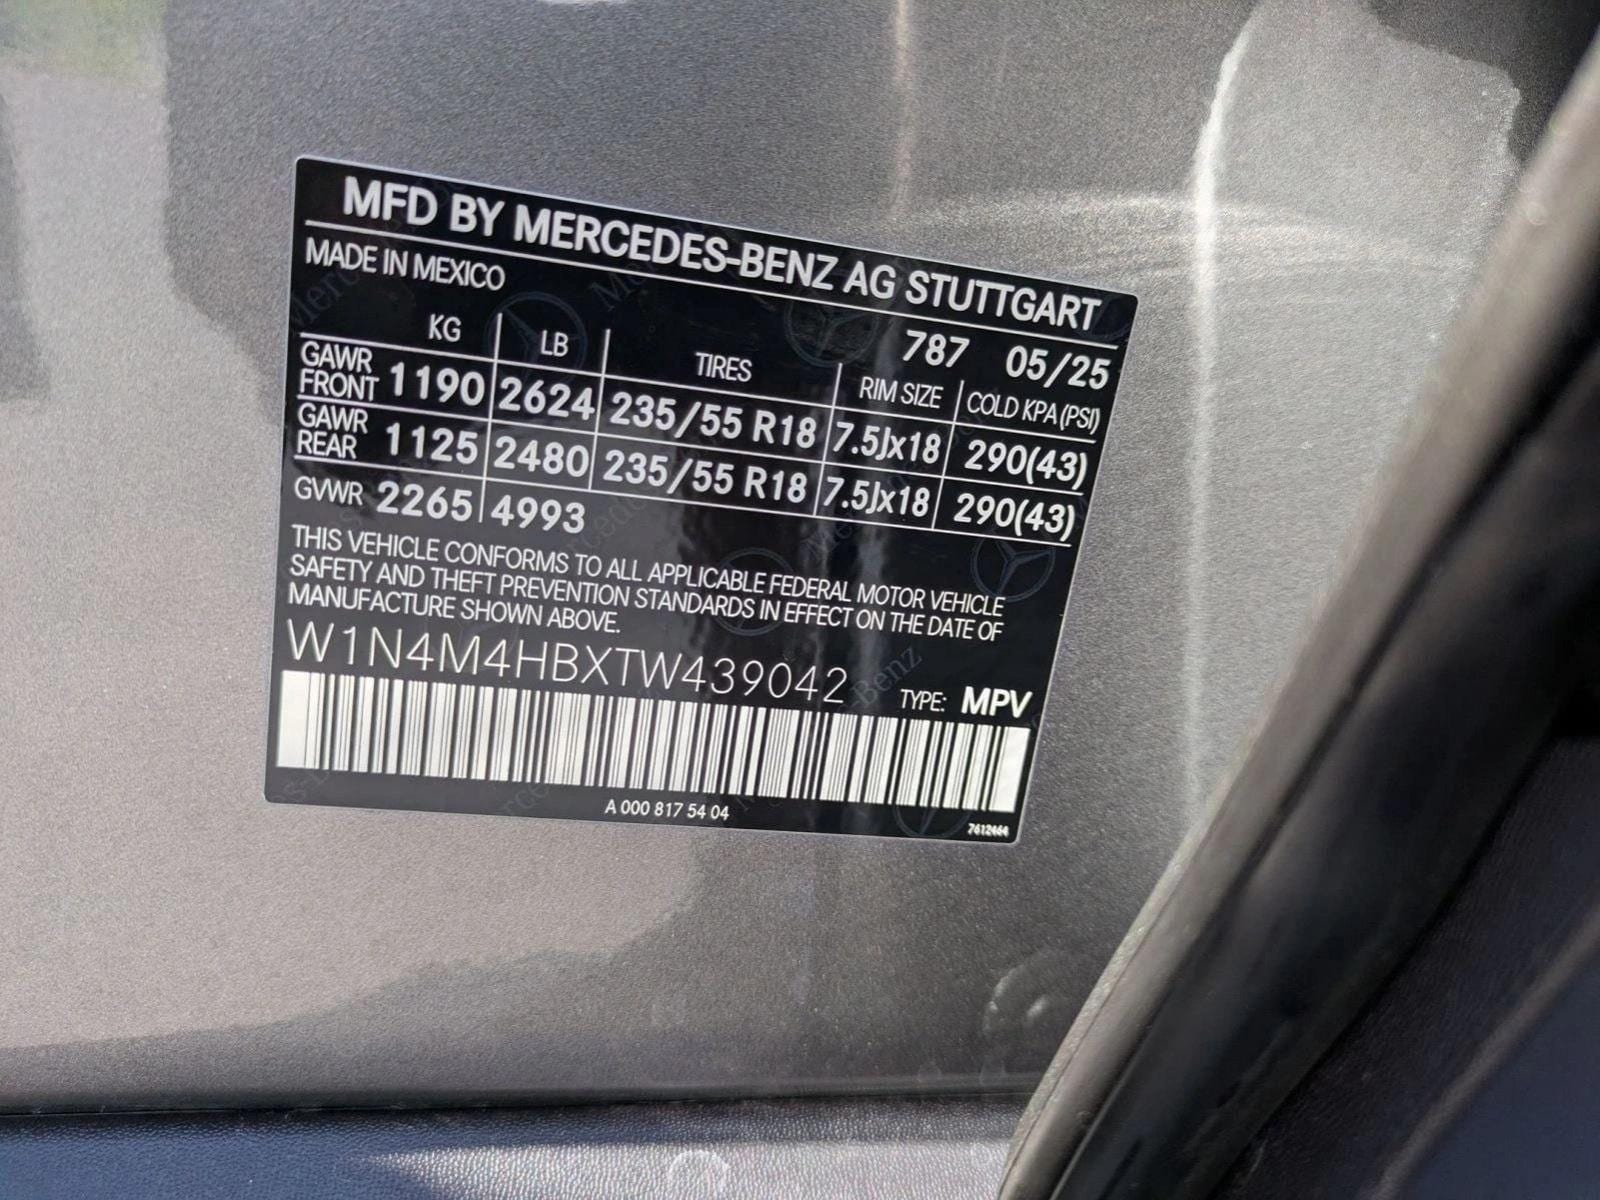 MFD BY MERCEDES-BENZ AG STUTTGART
MADE IN MEXICO
787 05/25
KG LB TIRES RIM SIZE COLD KPA (PSI)
GAWR FRONT 1190 2624 235/55 R18 7.5Jx18 290(43)
GAWR REAR 1125 2480 235/55 R18 7.5Jx18 290(43)
GVWR 2265 4993
THIS VEHICLE CONFORMS TO ALL APPLICABLE FEDERAL MOTOR VEHICLE
SAFETY AND THEFT PREVENTION STANDARDS IN EFFECT ON THE DATE OF
MANUFACTURE SHOWN ABOVE.
W1N4M4HBXTW439042
TYPE: MPV
A 000 817 54 04
7612464